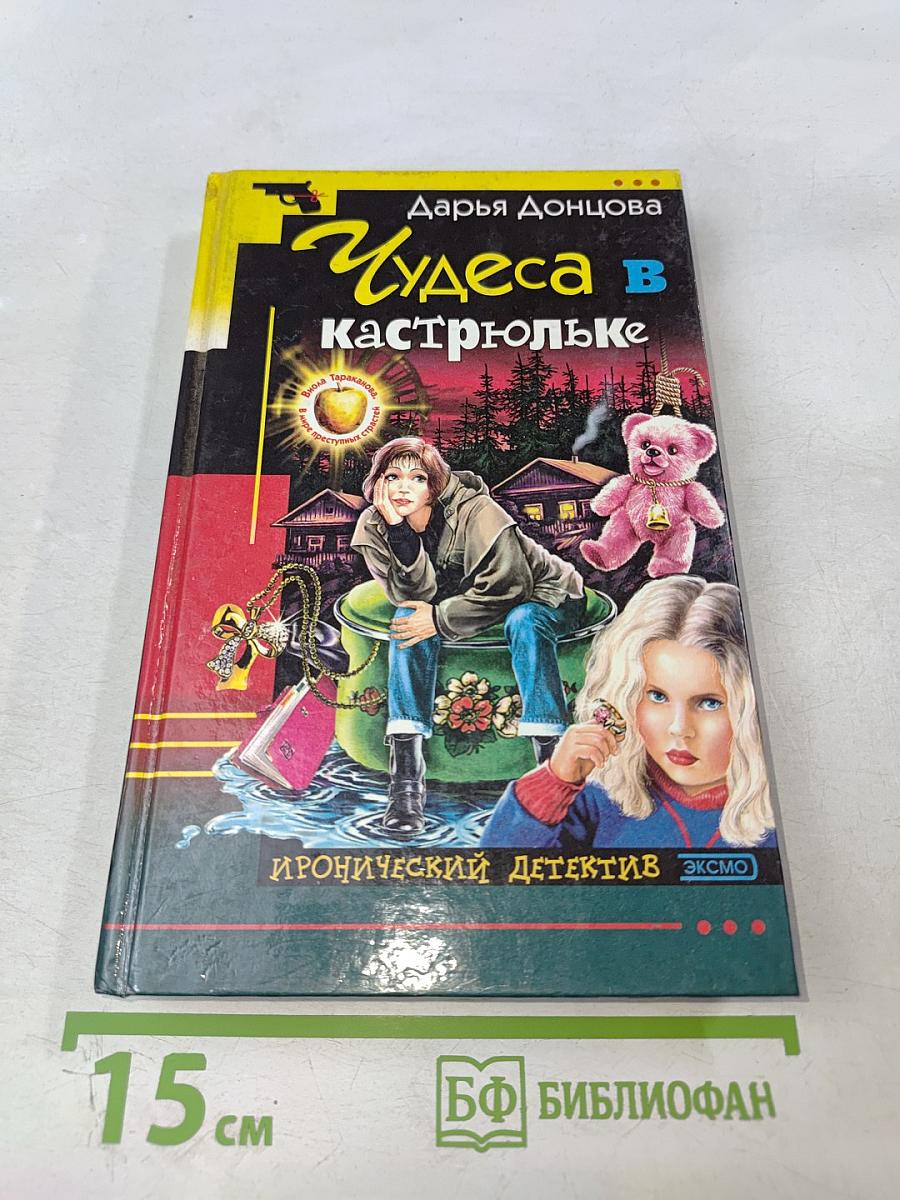 Дарья Донцова
Чудеса в
кастрюльке
Виола Тараканова.
В мире преступных страстей
ИРОНИЧЕСКИЙ ДЕТЕКТИВ ЭКСМО
15 см
БФ БИБЛИОФАН